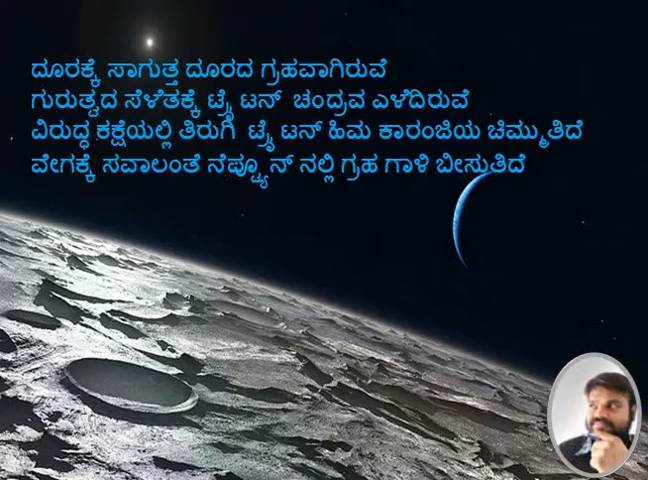 ದೂರಕ್ಕೆ ಸಾಗುತ್ತ ದೂರದ ಗ್ರಹವಾಗಿರುವೆ
ಗುರುತ್ವದ ಸೆಳೆತಕ್ಕೆ ಟ್ರೈಟನ್ ಚಂದ್ರವ ಎಳೆದಿರುವೆ
ವಿರುದ್ಧ ಕಕ್ಷೆಯಲ್ಲಿ ತಿರುಗಿ ಟ್ರೈಟನ್ ಹಿಮ ಕಾರಂಜಿಯ ಚಿಮ್ಮುತಿದೆ
ವೇಗಕ್ಕೆ ಸವಾಲಂತೆ ನೆಪ್ಚ್ಯೂನ್ ನಲ್ಲಿ ಗ್ರಹ ಗಾಳಿ ಬೀಸುತಿದೆ